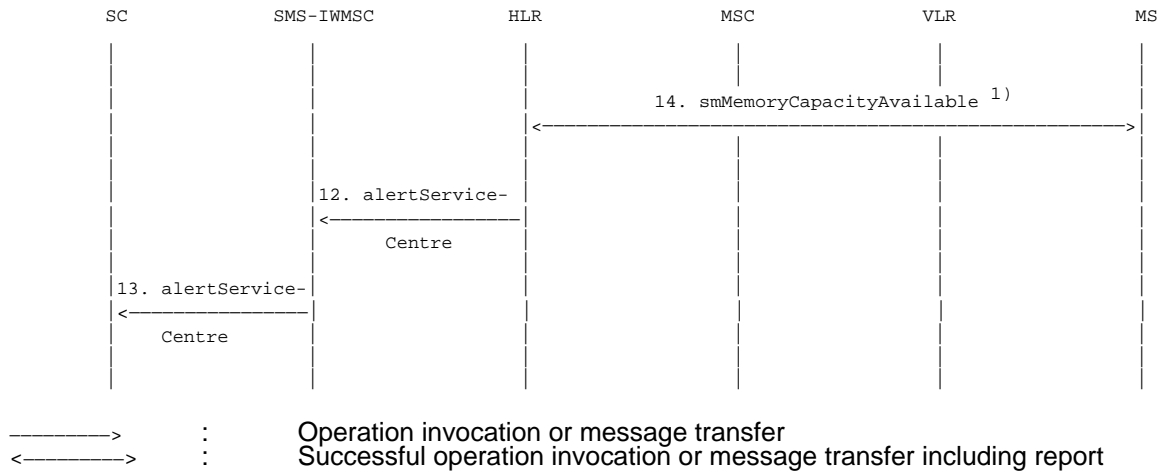 SC SMS-IWMSC HLR MSC VLR MS
14. smMemoryCapacityAvailable 1)
12. alertService-
Centre
13. alertService-
Centre
: Operation invocation or message transfer
: Successful operation invocation or message transfer including report